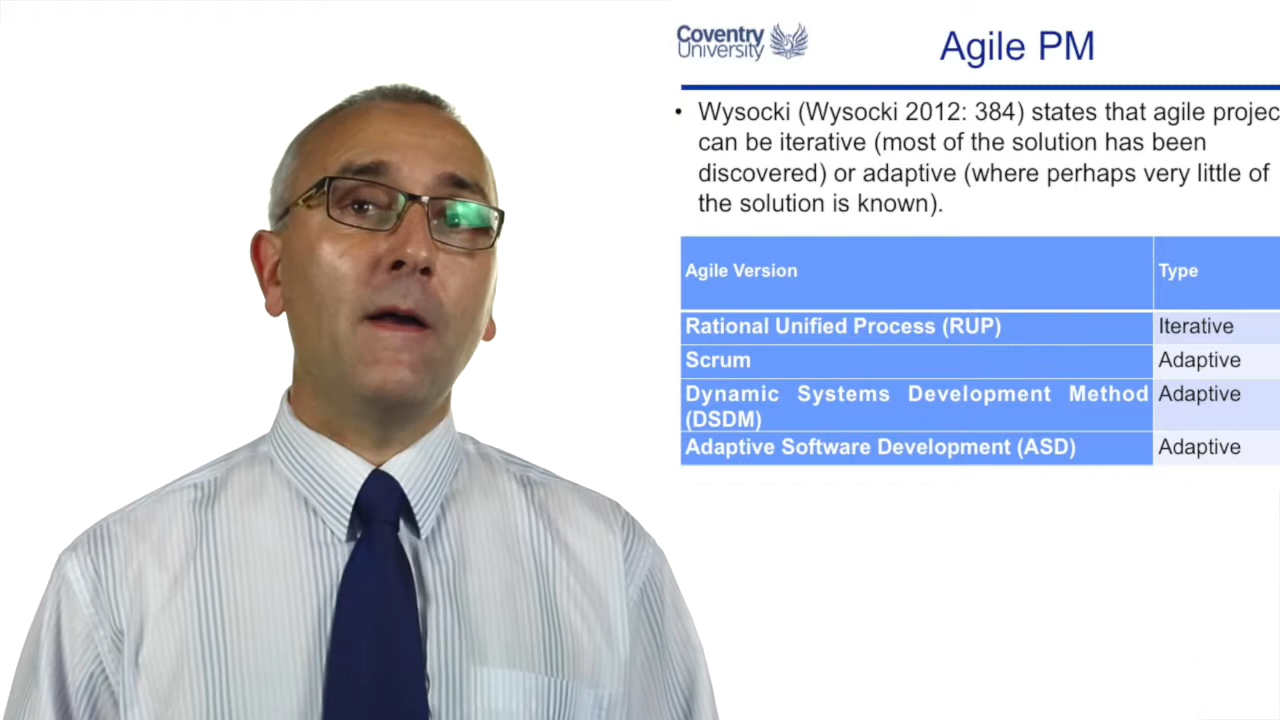 Coventry
University
Agile PM
• Wysocki (Wysocki 2012: 384) states that agile projec
can be iterative (most of the solution has been
discovered) or adaptive (where perhaps very little of
the solution is known).
Agile Version Type
Rational Unified Process (RUP) Iterative
Scrum Adaptive
Dynamic Systems Development Method Adaptive
(DSDM)
Adaptive Software Development (ASD) Adaptive